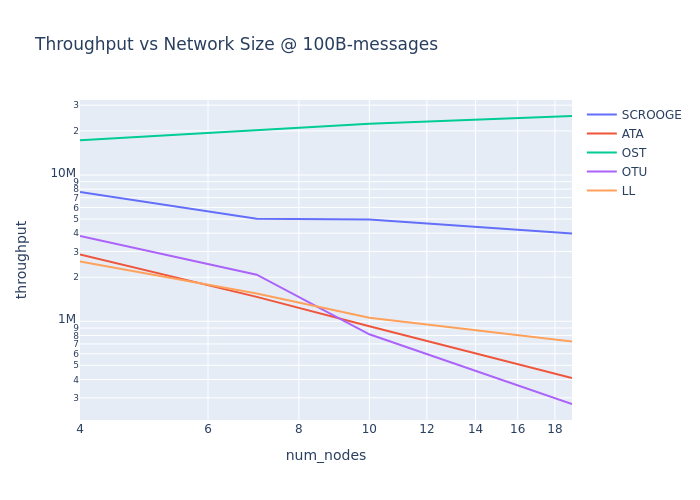 Throughput vs Network Size @ 100B-messages
throughput
3
2
10M
9
8
7
6
5
4
3
2
1M
9
8
7
6
5
4
3
4
6
8
10
12
14
16
18
num_nodes
SCROOGE
ATA
OST
OTU
LL